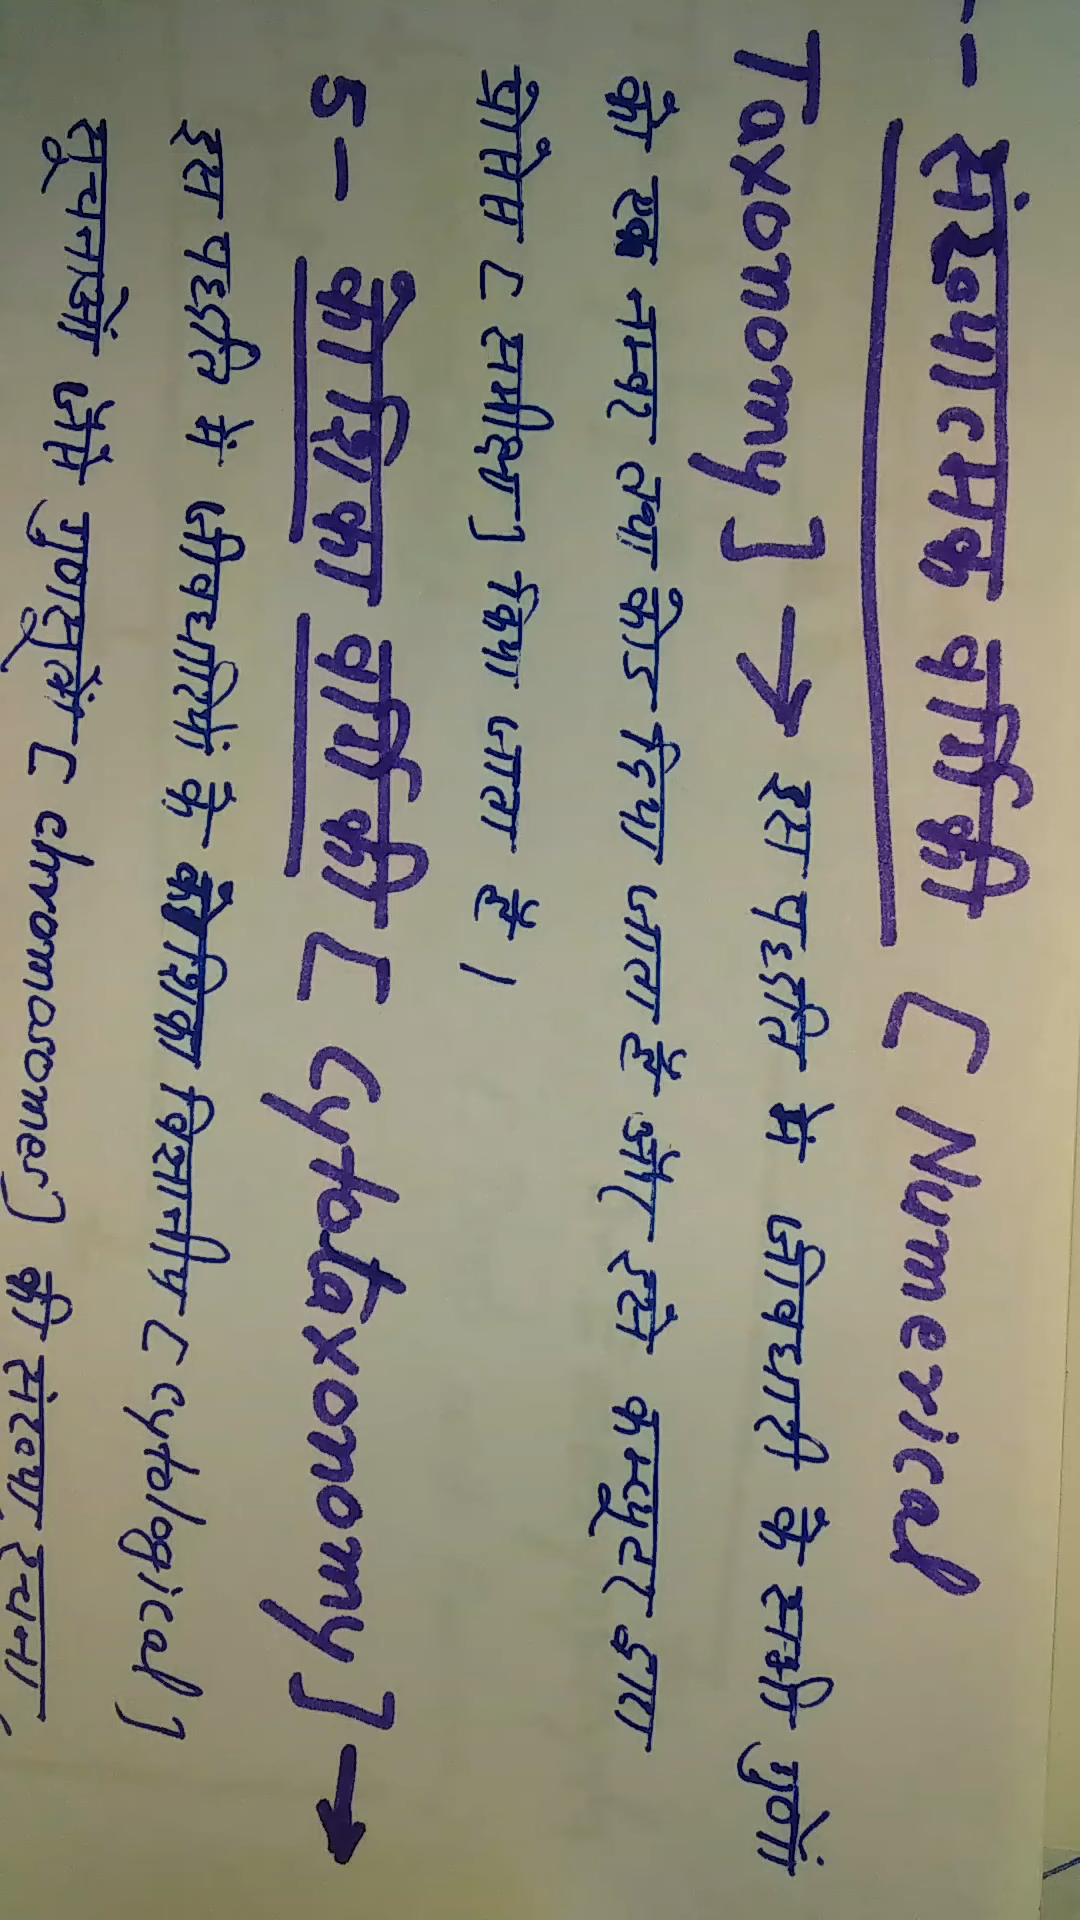 - संख्यात्मक वर्गिकी [ Numerical
Taxonomy ] → इस पद्धति में जीवधारी के सभी गुणों
को एक नम्बर तथा कोड दिया जाता हैं और इसे कम्प्यूटर द्वारा
प्रोसेस [ समीक्षा ] किया जाता हैं ।
5- कोशिका वर्गिकी [ Cytotaxonomy ] →
इस पद्धति में जीवधारियों के कोशिका विज्ञानीय [ cytological ]
सूचनाओं जैसे गुणसूत्रों [ chromosomes ] की संख्या, रचना,